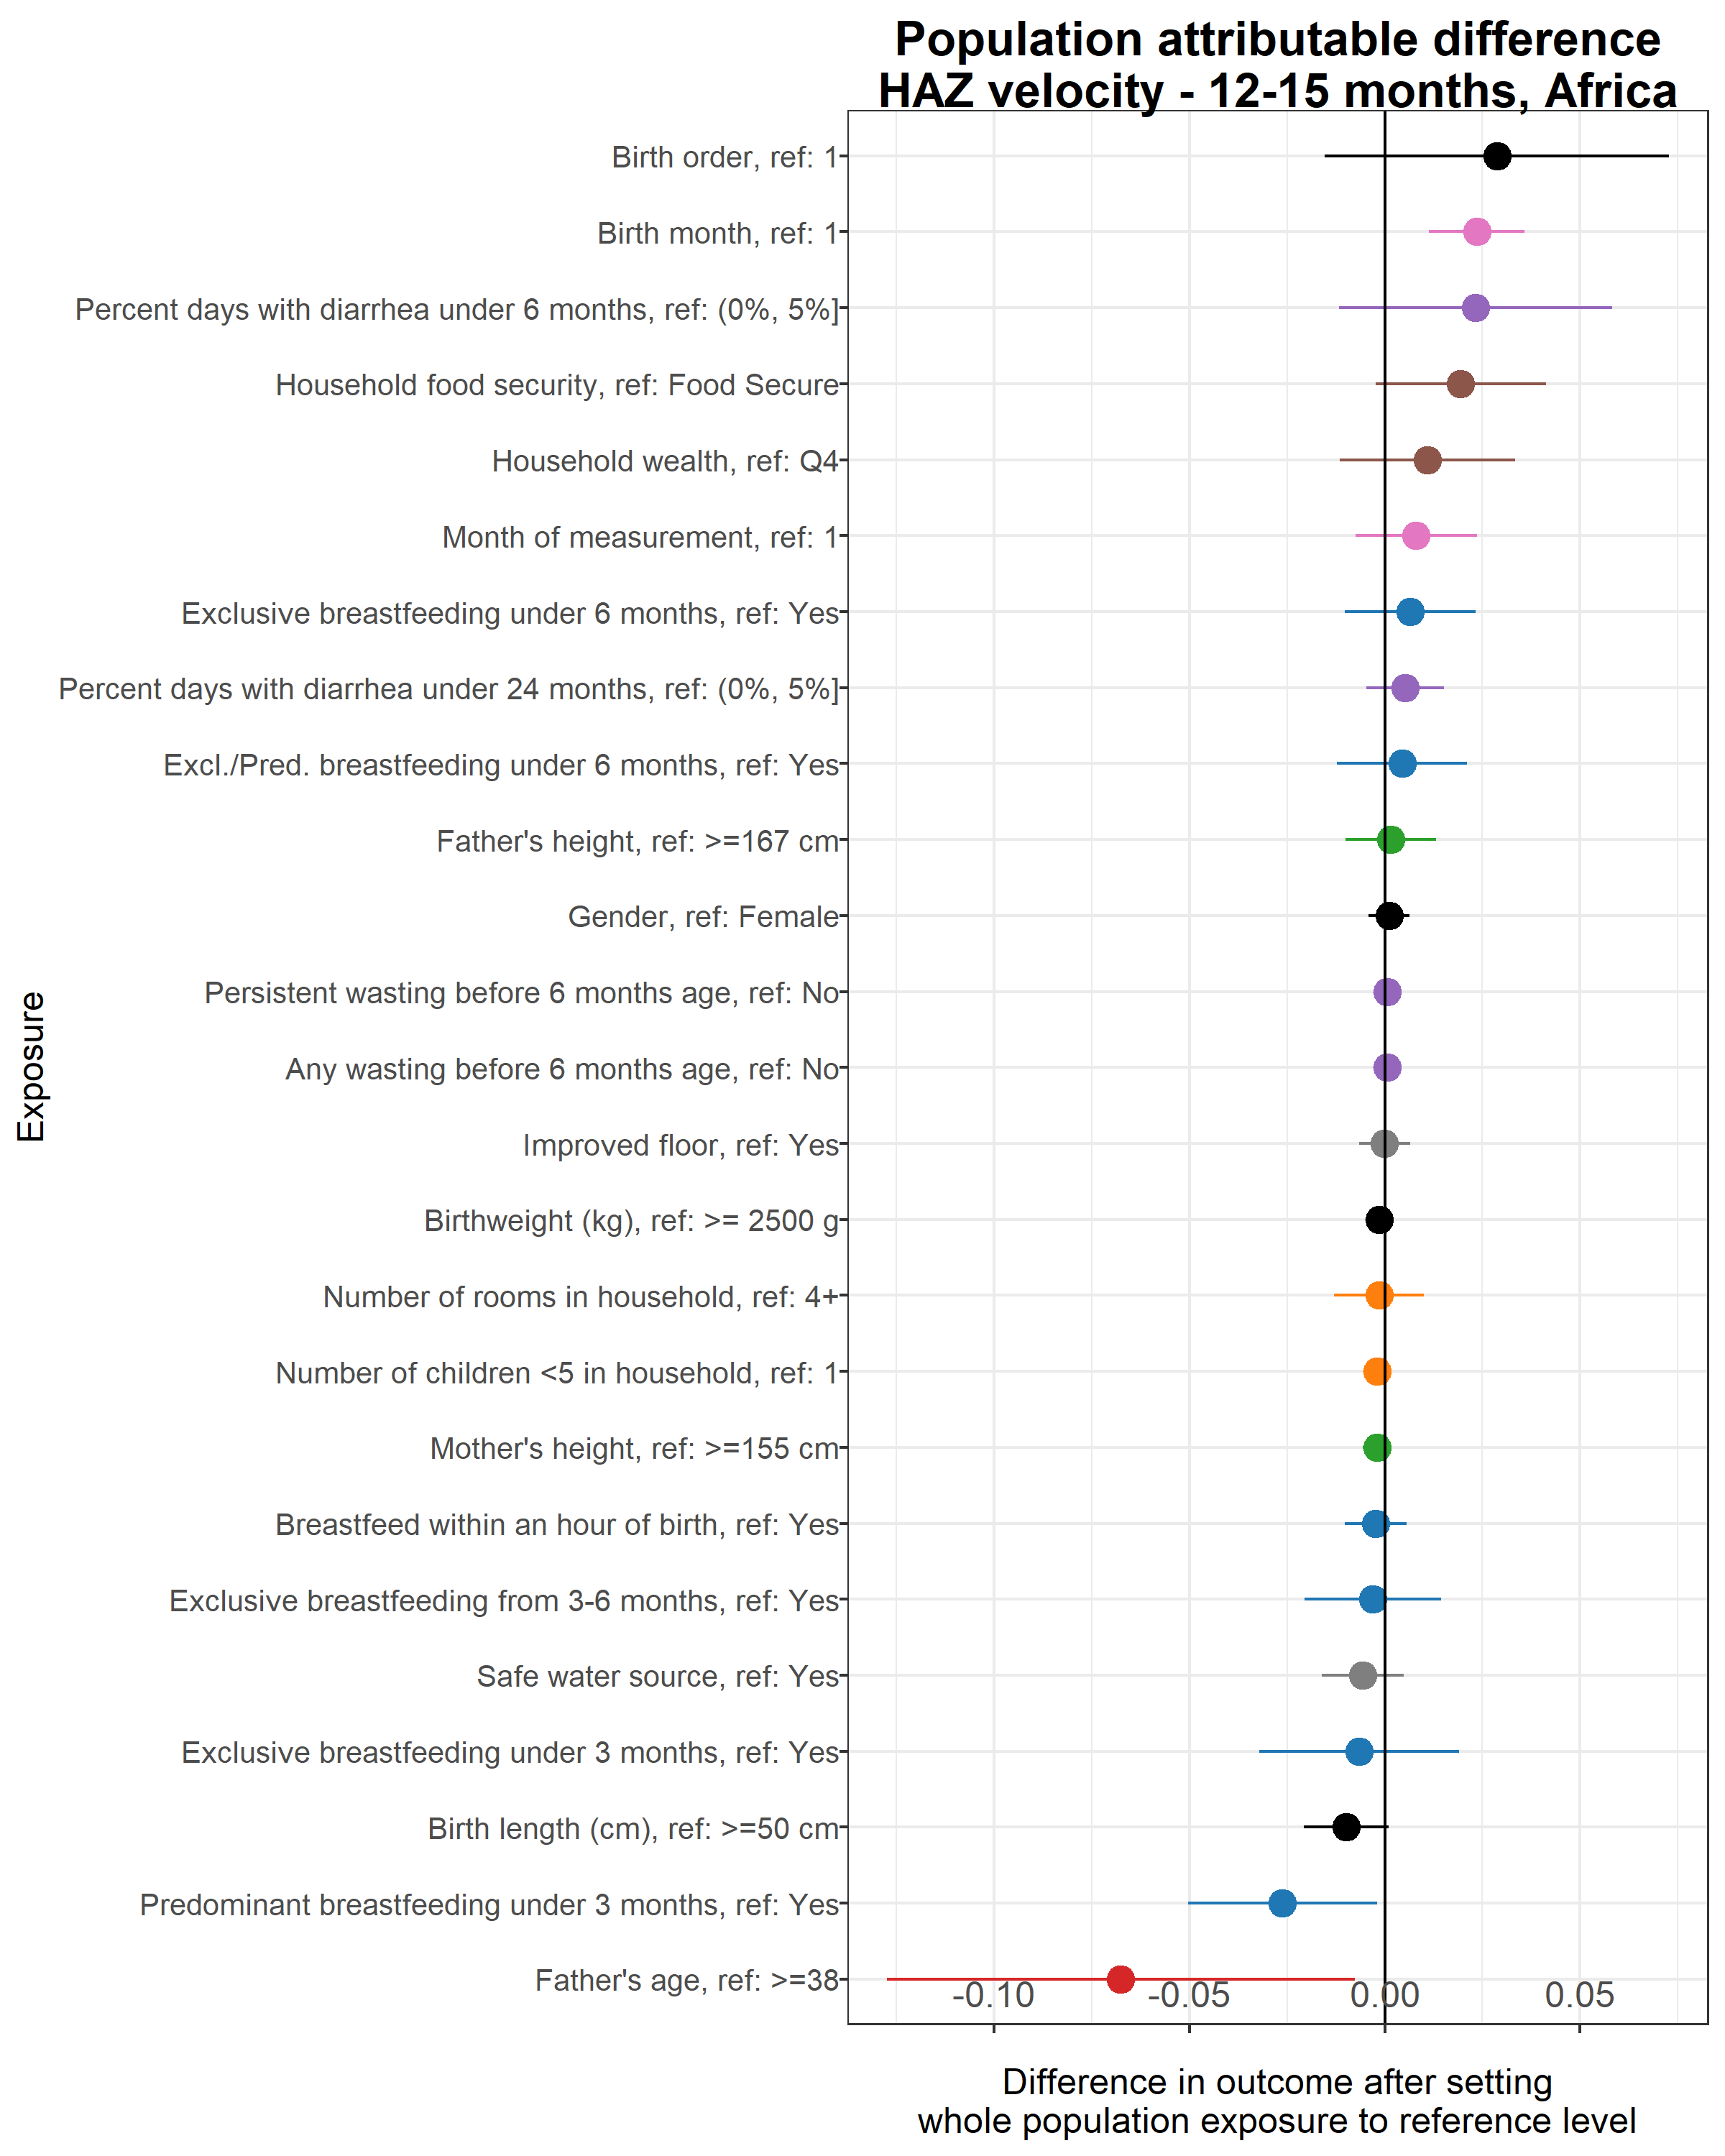 Population attributable difference
HAZ velocity - 12-15 months, Africa
Birth order, ref: 1
Birth month, ref: 1
Percent days with diarrhea under 6 months, ref: (0%, 5%]
Household food security, ref: Food Secure
Household wealth, ref: Q4
Month of measurement, ref: 1
Exclusive breastfeeding under 6 months, ref: Yes
Percent days with diarrhea under 24 months, ref: (0%, 5%]
Excl./Pred. breastfeeding under 6 months, ref: Yes
Father's height, ref: >=167 cm
Gender, ref: Female
Persistent wasting before 6 months age, ref: No
Any wasting before 6 months age, ref: No
Improved floor, ref: Yes
Birthweight (kg), ref: >= 2500 g
Number of rooms in household, ref: 4+
Number of children <5 in household, ref: 1
Mother's height, ref: >=155 cm
Breastfeed within an hour of birth, ref: Yes
Exclusive breastfeeding from 3-6 months, ref: Yes
Safe water source, ref: Yes
Exclusive breastfeeding under 3 months, ref: Yes
Birth length (cm), ref: >=50 cm
Predominant breastfeeding under 3 months, ref: Yes
Father's age, ref: >=38
Exposure
-0.10 -0.05 0.00 0.05
Difference in outcome after setting
whole population exposure to reference level